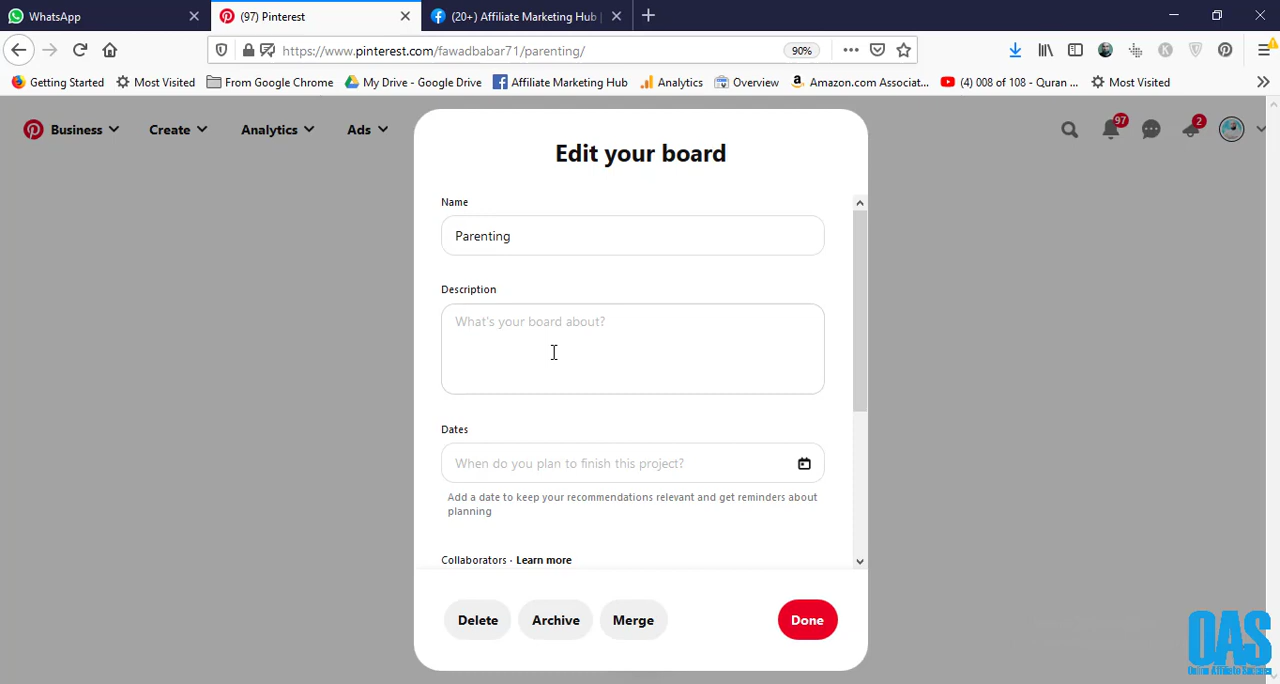 WhatsApp
(97) Pinterest
(20+) Affiliate Marketing Hub |
https://www.pinterest.com/fawadbabar71/parenting/
90%
Getting Started
Most Visited
From Google Chrome
My Drive - Google Drive
Affiliate Marketing Hub
Analytics
Overview
Amazon.com Associat...
(4) 008 of 108 - Quran ...
Most Visited
Business
Create
Analytics
Ads
97
2
Edit your board
Name
Parenting
Description
What's your board about?
Dates
When do you plan to finish this project?
Add a date to keep your recommendations relevant and get reminders about
planning
Collaborators · Learn more
Delete
Archive
Merge
Done
OAS
Online Affiliate Success